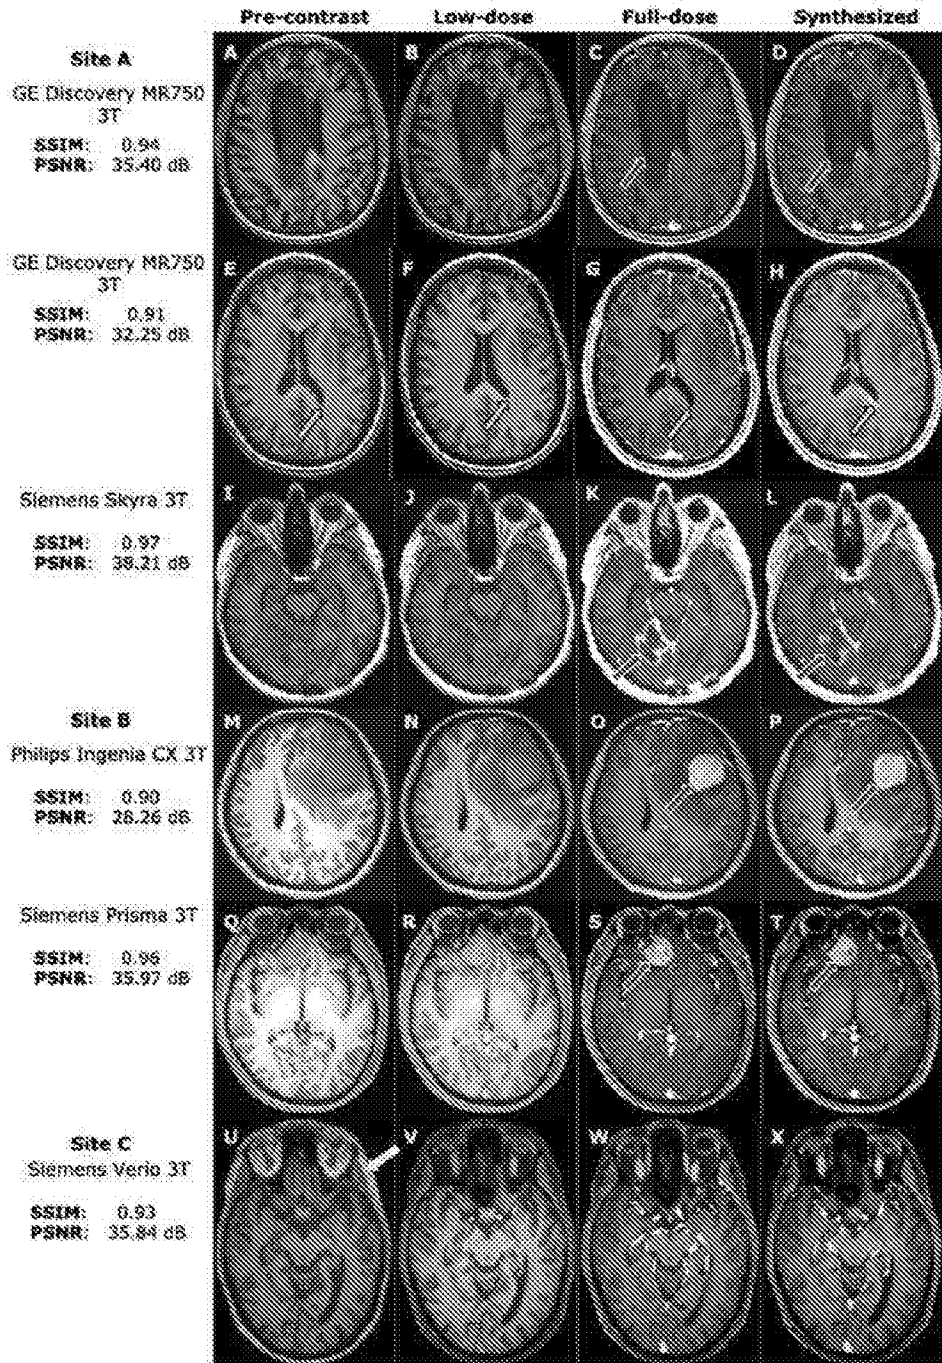 Pre-contrast Low-dose Full-dose Synthesized
Site A
GE Discovery MR750
3T
SSIM: 0.94
PSNR: 35.40 dB
A B C D
GE Discovery MR750
3T
SSIM: 0.91
PSNR: 32.25 dB
E F G H
Siemens Skyra 3T
SSIM: 0.97
PSNR: 38.21 dB
I J K L
Site B
Philips Ingenia CX 3T
SSIM: 0.90
PSNR: 28.26 dB
M N O P
Siemens Prisma 3T
SSIM: 0.96
PSNR: 35.97 dB
Q R S T
Site C
Siemens Verio 3T
SSIM: 0.93
PSNR: 35.84 dB
U V W X